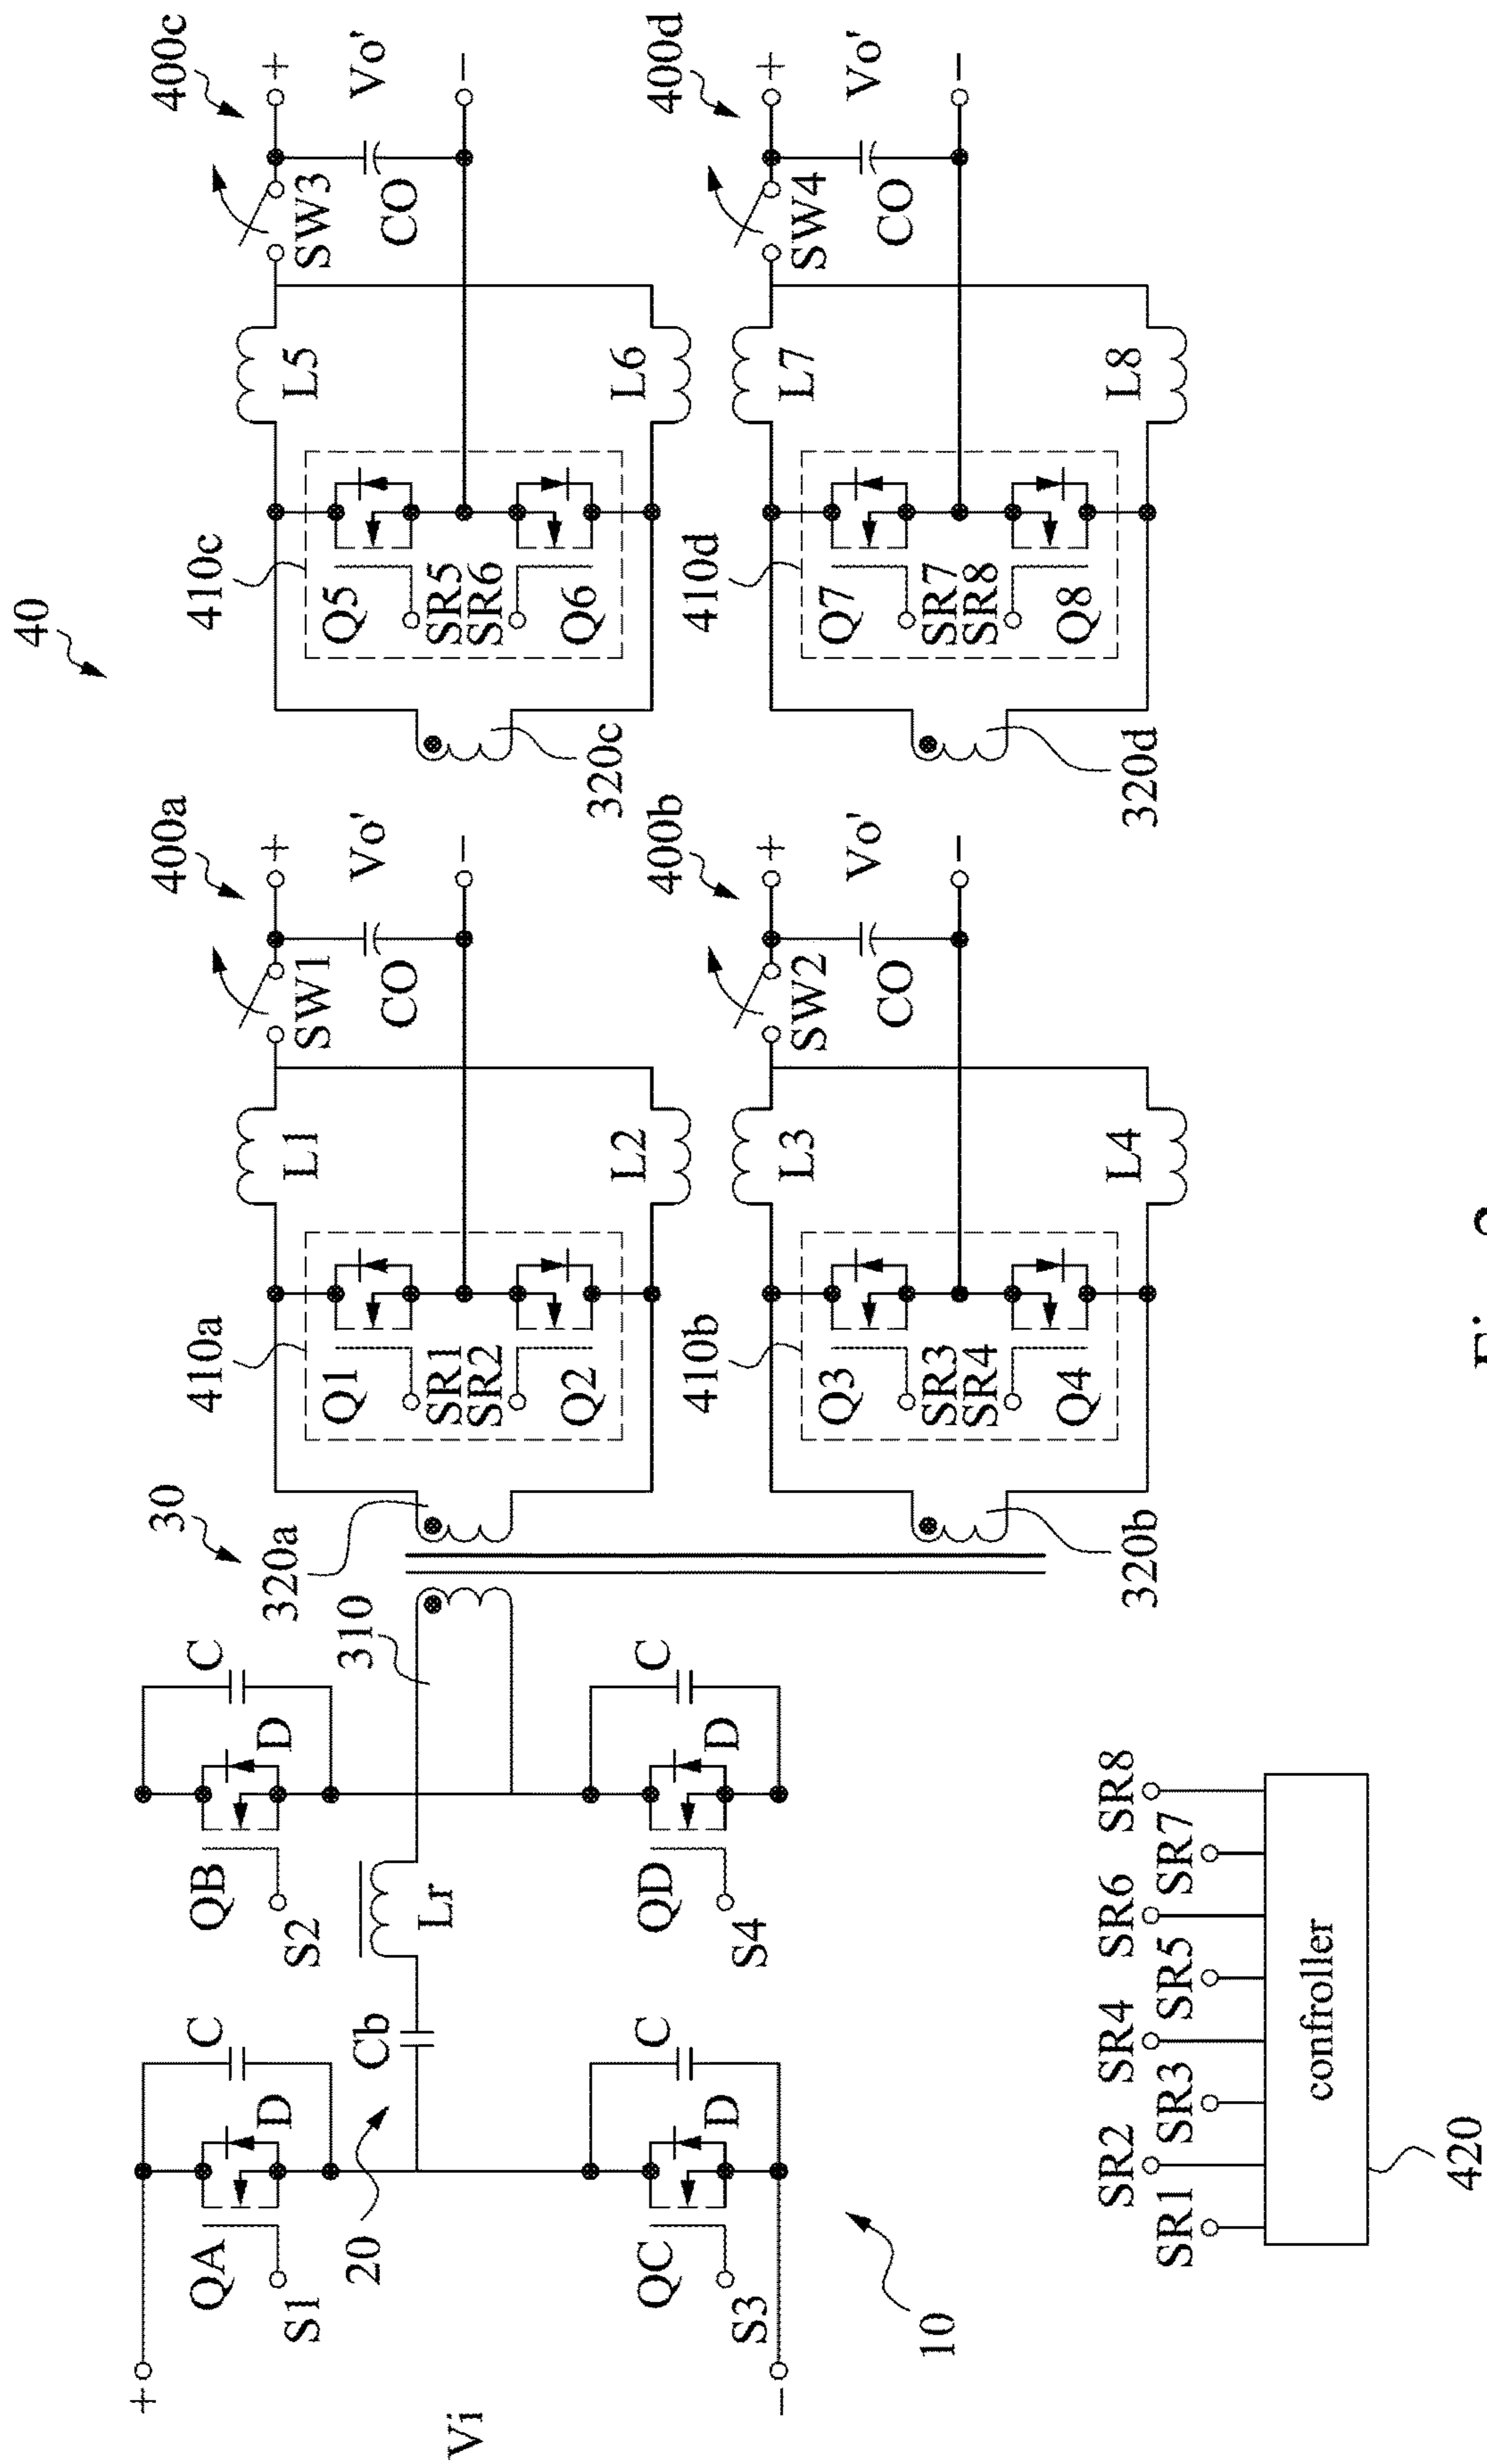 40
30
400a
400c
QA
S1
D
C
QB
S2
D
C
320a
410a
Q1
SR1
SR2
Q2
L1
L2
SW1
CO
+
Vo'
−
410c
Q5
SR5
SR6
Q6
L5
L6
SW3
CO
+
Vo'
−
320c
+
Vi
−
20
Cb
Lr
310
QC
S3
D
C
QD
S4
D
C
10
400b
410b
Q3
SR3
SR4
Q4
L3
L4
SW2
CO
+
Vo'
−
320b
400d
410d
Q7
SR7
SR8
Q8
L7
L8
SW4
CO
+
Vo'
−
320d
SR2 SR4 SR6 SR8
SR1 SR3 SR5 SR7
confroller
420